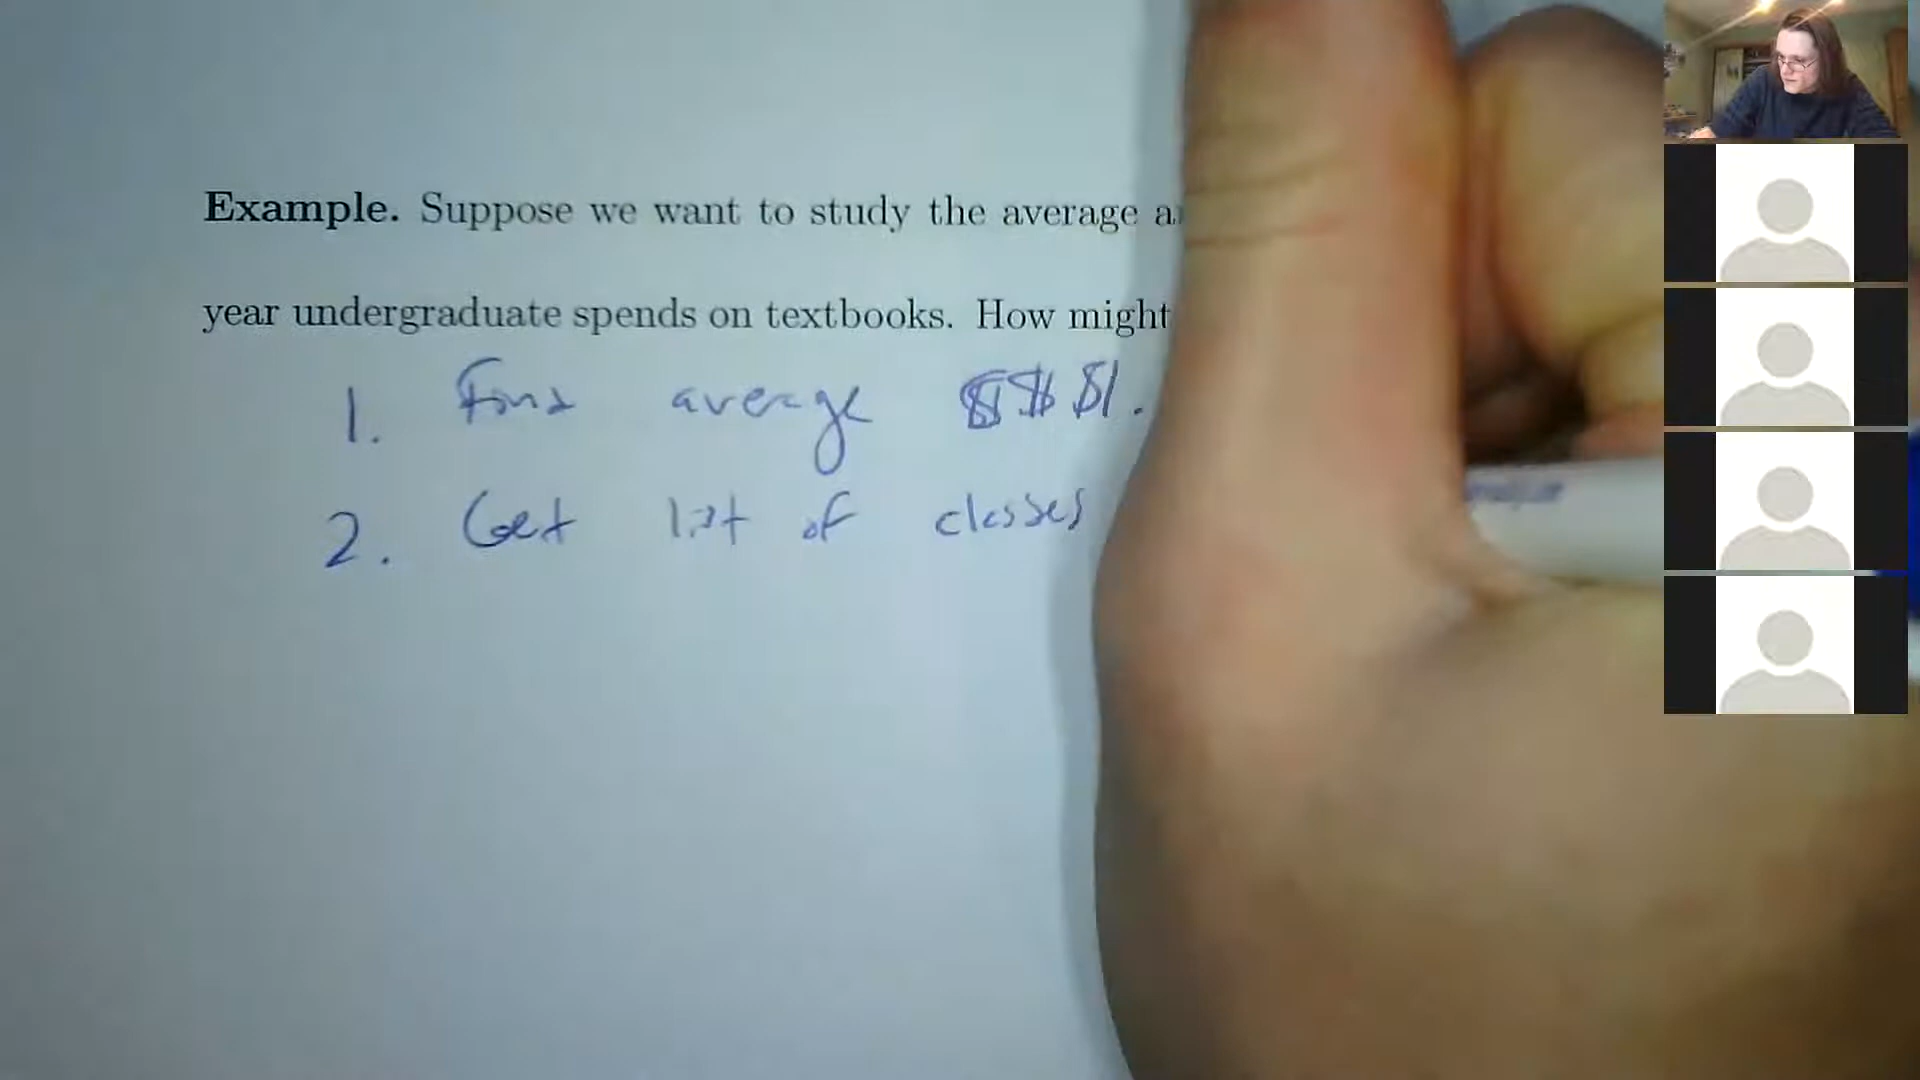 Example. Suppose we want to study the average a
year undergraduate spends on textbooks. How might
1. Find average $$$.
2. Get list of classes